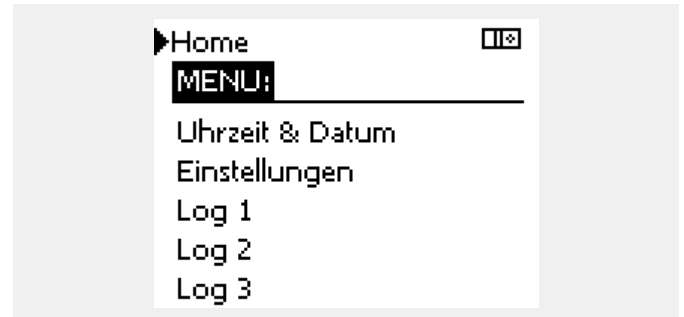 Home
MENU:
Uhrzeit & Datum
Einstellungen
Log 1
Log 2
Log 3